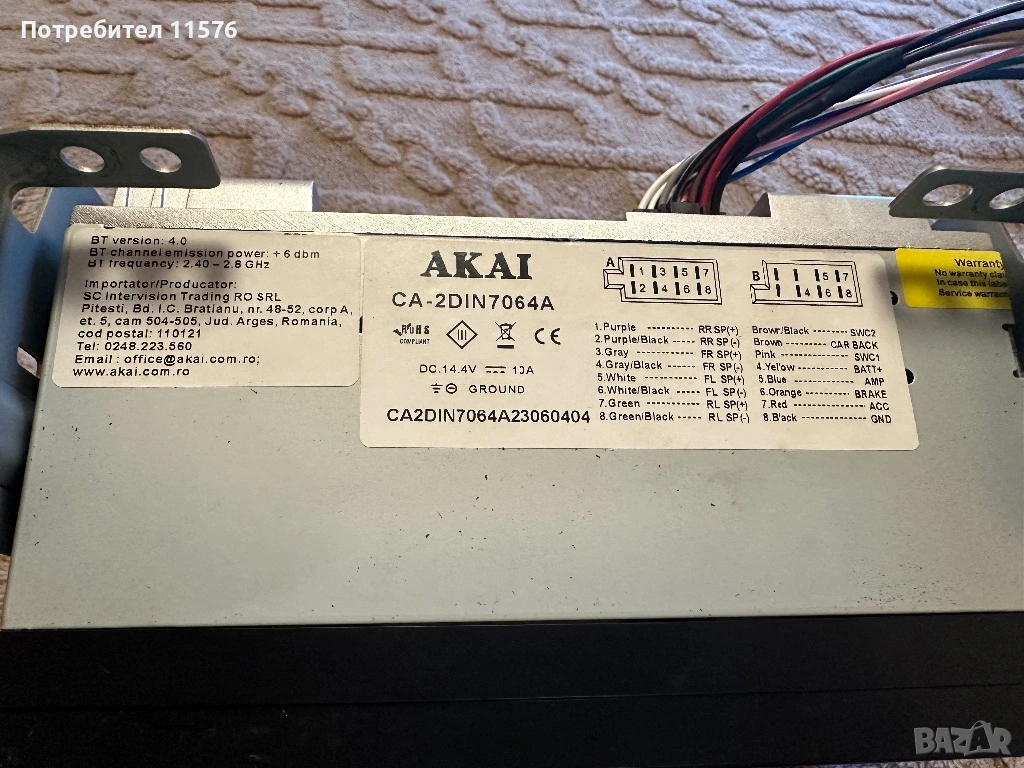 Потребител 11576
BT version: 4.0
BT channel emission power: + 6 dbm
BT frequency: 2.40 – 2.8 GHz
Importator/Producator:
SC Intervision Trading RO SRL
Pitesti, Bd. I.C. Bratianu, nr. 48-52, corp A,
et. 5, cam 504-505, Jud. Arges, Romania,
cod postal: 110121
Tel: 0248.223.560
Email: office@akai.com.ro;
www.akai.com.ro
AKAI
CA-2DIN7064A
RoHS
COMPLIANT
CE
DC.14.4V 10A
GROUND
CA2DIN7064A23060404
A 1 3 5 7
2 4 6 8
B 5 7
4 6 8
1.Purple RR SP(+)
2.Purple/Black RR SP(-)
3.Gray FR SP(+)
4.Gray/Black FR SP(-)
5.White FL SP(+)
6.White/Black FL SP(-)
7.Green RL SP(+)
8.Green/Black RL SP(-)
Brown/Black SWC2
Brown CAR BACK
Pink SWC1
4.Yellow BATT+
5.Blue AMP
6.Orange BRAKE
7.Red ACC
8.Black GND
Warranty
No warranty
In case this
Service
BAZAR